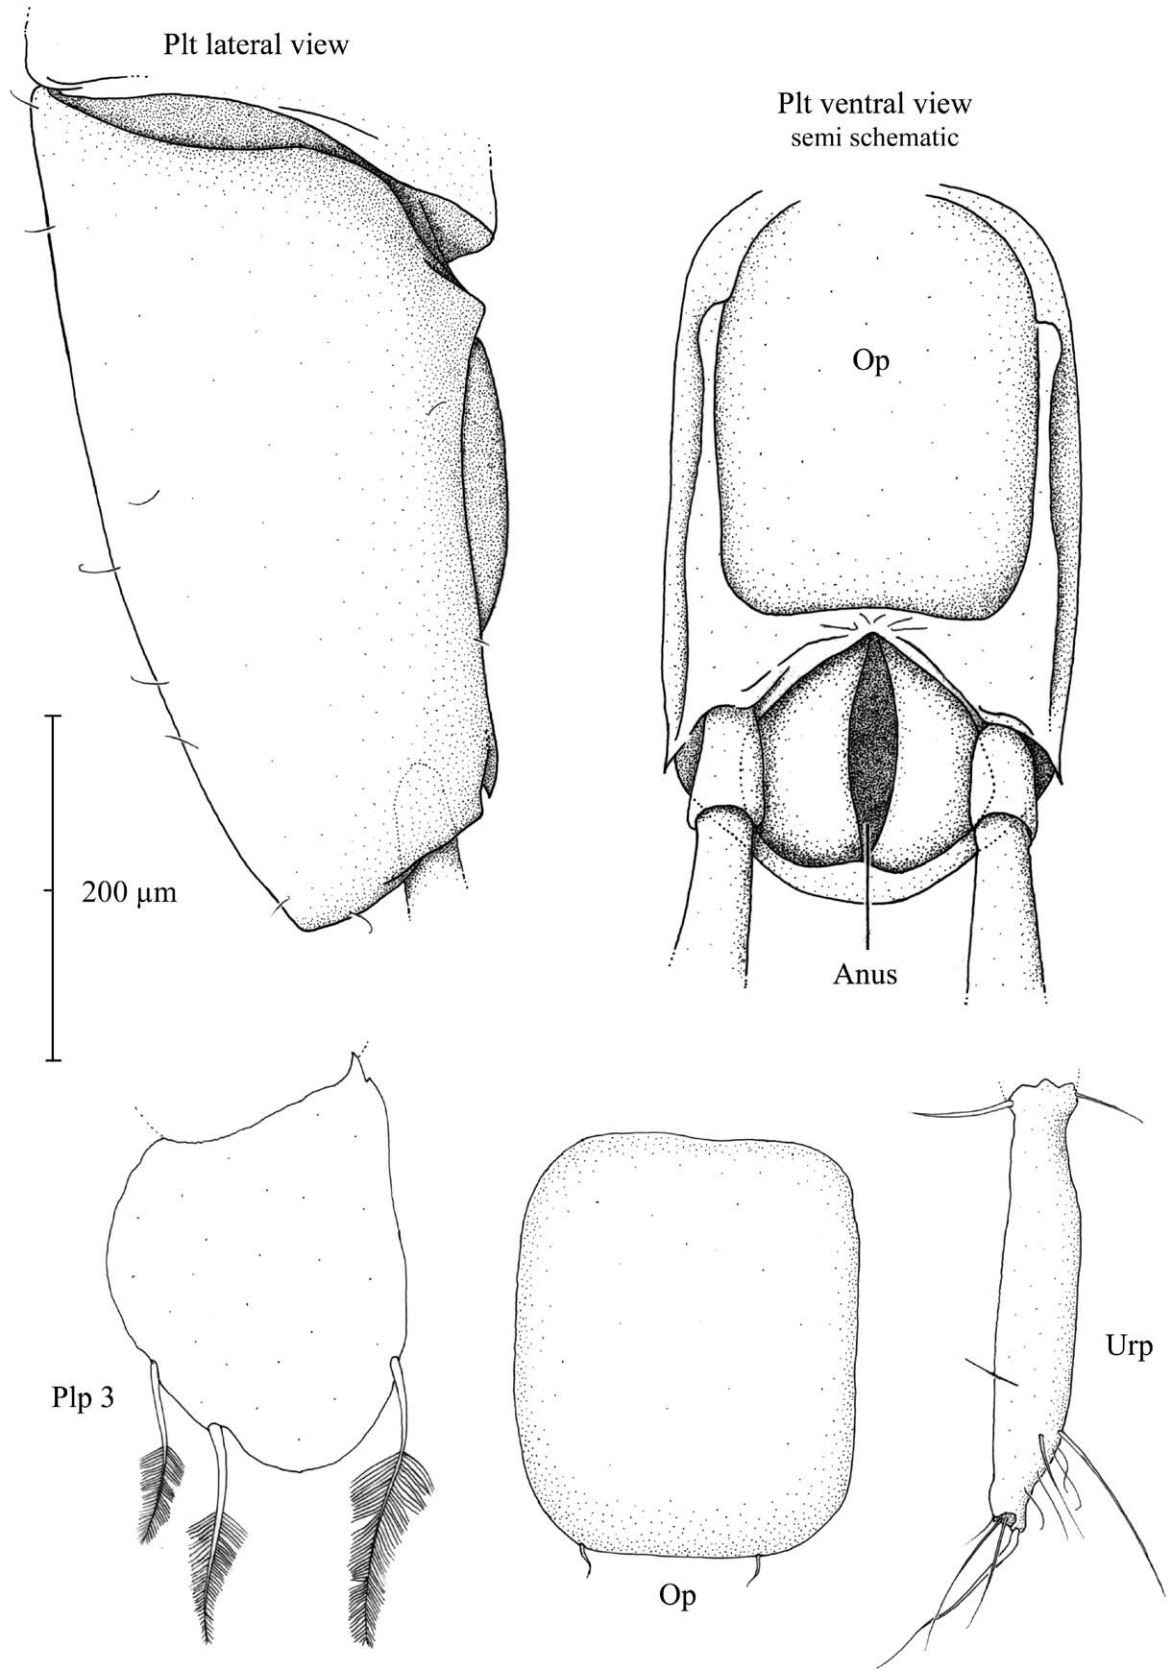 Plt lateral view
Plt ventral view
semi schematic
Op
200 µm
Anus
Urp
Plp 3
Op